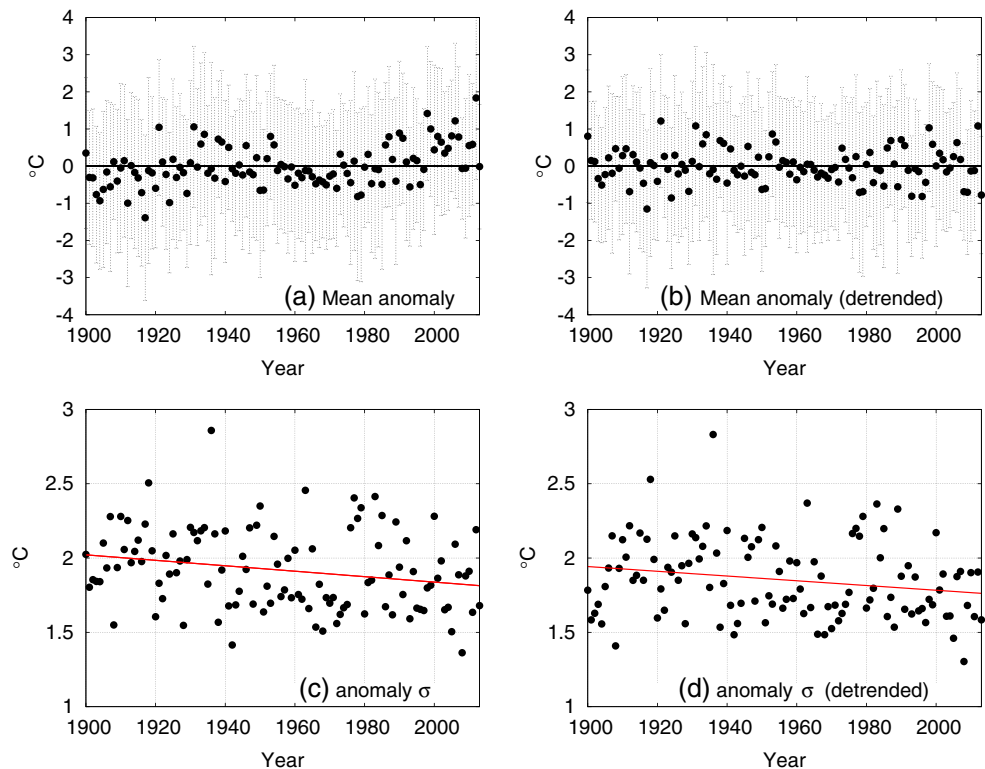 4
3
2
1
0
-1
-2
-3
-4
°C
1900 1920 1940 1960 1980 2000
Year
(a) Mean anomaly
4
3
2
1
0
-1
-2
-3
-4
°C
1900 1920 1940 1960 1980 2000
Year
(b) Mean anomaly (detrended)
3
2.5
2
1.5
1
°C
1900 1920 1940 1960 1980 2000
Year
(c) anomaly σ
3
2.5
2
1.5
1
°C
1900 1920 1940 1960 1980 2000
Year
(d) anomaly σ (detrended)